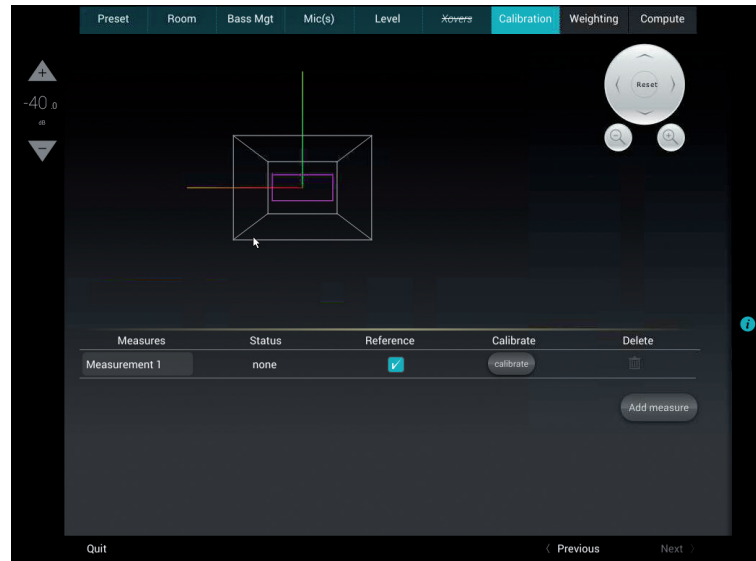 Preset Room Bass Mgt Mic(s) Level Xovers Calibration Weighting Compute
+
-40.0
dB
Reset
Measures Status Reference Calibrate Delete
Measurement 1 none calibrate
Add measure
Quit Previous Next
i